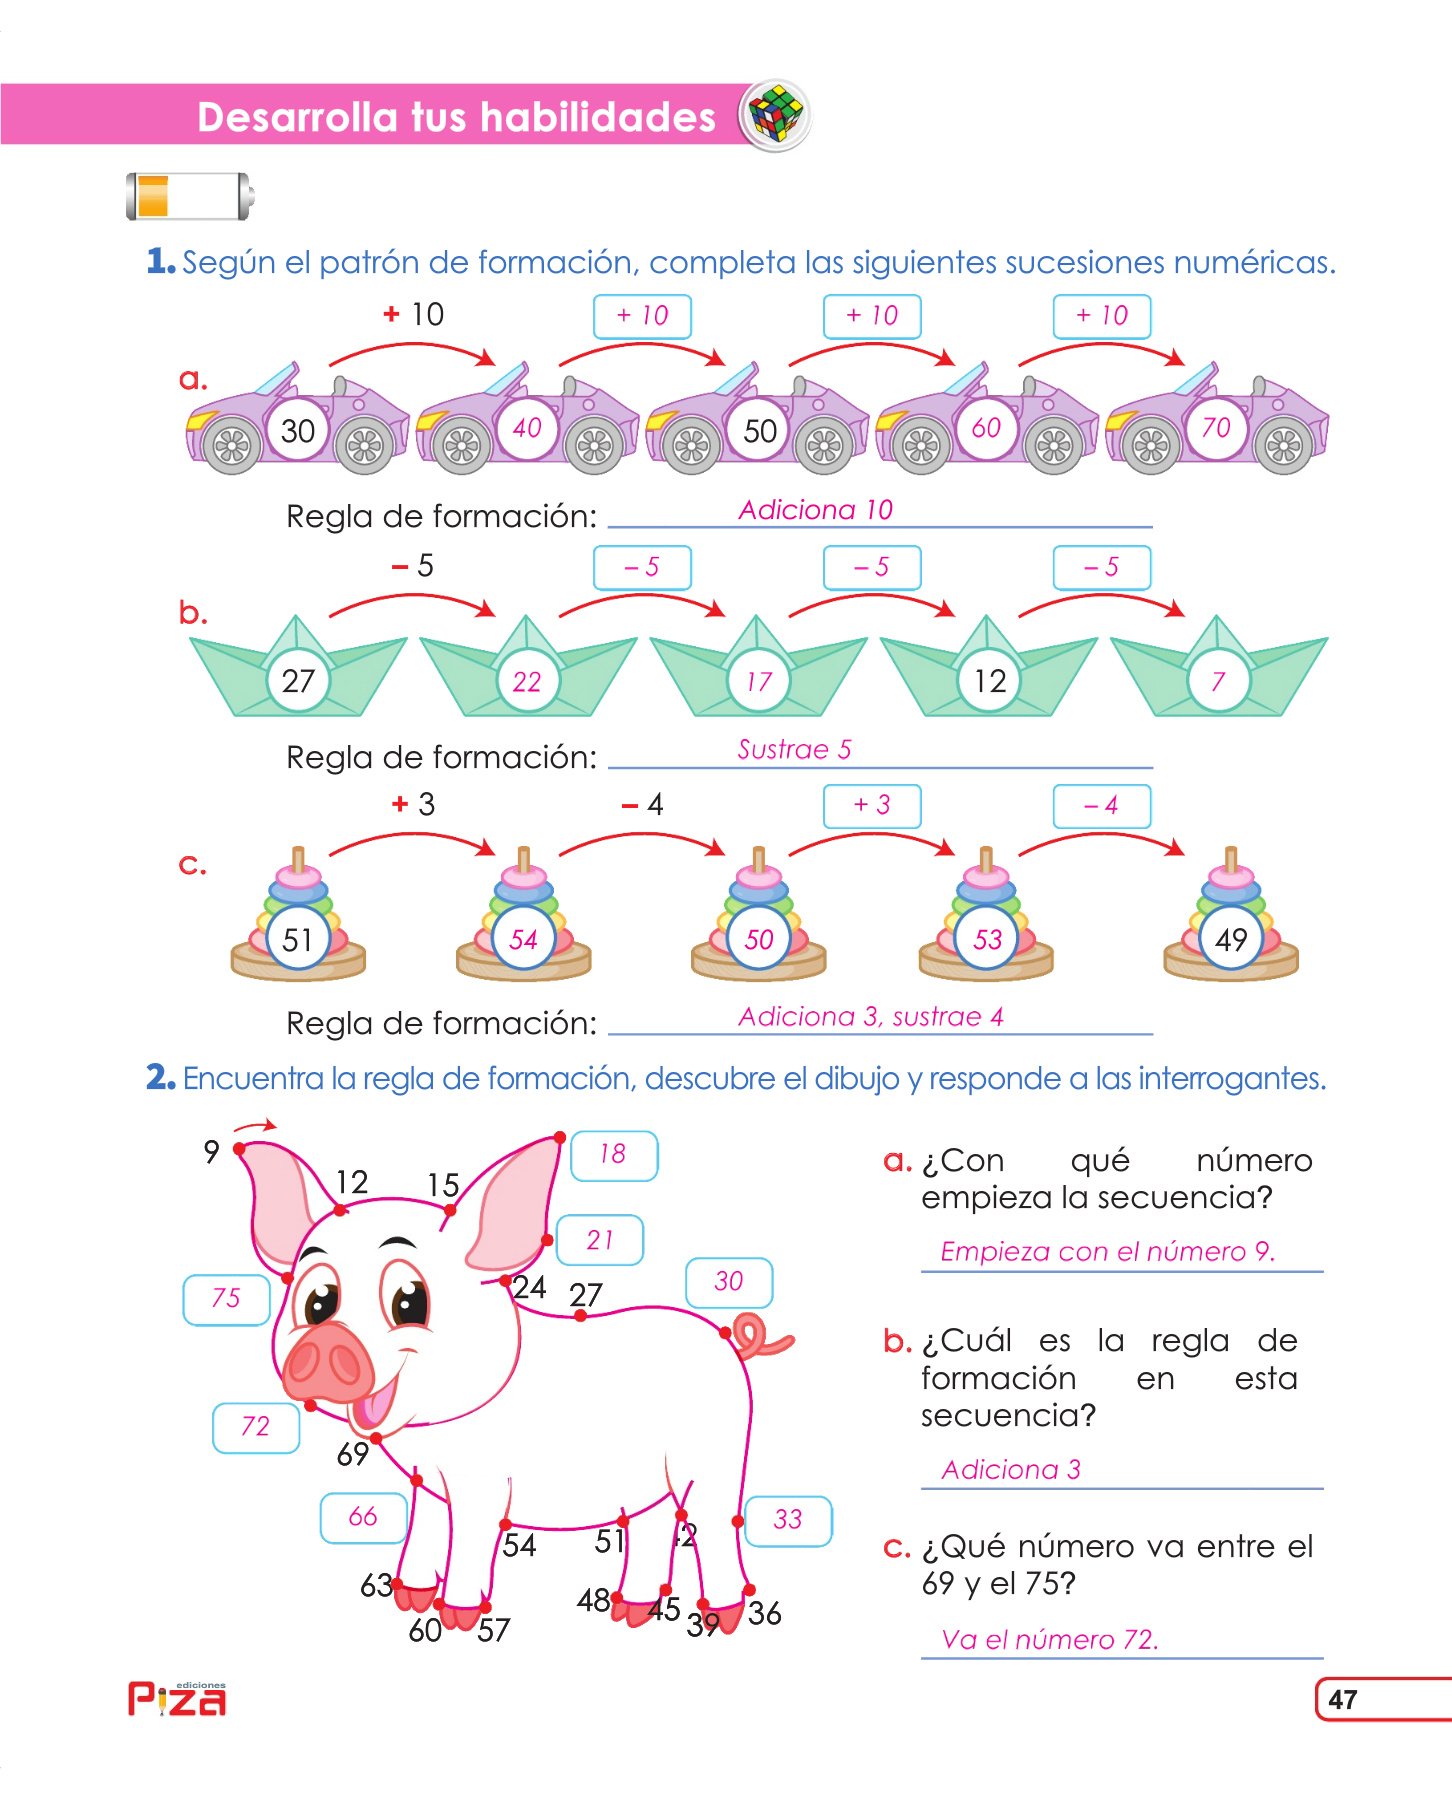 Desarrolla tus habilidades
1. Según el patrón de formación, completa las siguientes sucesiones numéricas.
+ 10 + 10 + 10 + 10
a.
30 40 50 60 70
Regla de formación: Adiciona 10
– 5 – 5 – 5 – 5
b.
27 22 17 12 7
Regla de formación: Sustrae 5
+ 3 – 4 + 3 – 4
c.
51 54 50 53 49
Regla de formación: Adiciona 3, sustrae 4
2. Encuentra la regla de formación, descubre el dibujo y responde a las interrogantes.
9
12
15
18
21
24
27
30
33
36
39
45
48
51
54
57
60
63
66
69
72
75
a. ¿Con qué número
empieza la secuencia?
Empieza con el número 9.
b. ¿Cuál es la regla de
formación en esta
secuencia?
Adiciona 3
c. ¿Qué número va entre el
69 y el 75?
Va el número 72.
ediciones
Piza
47